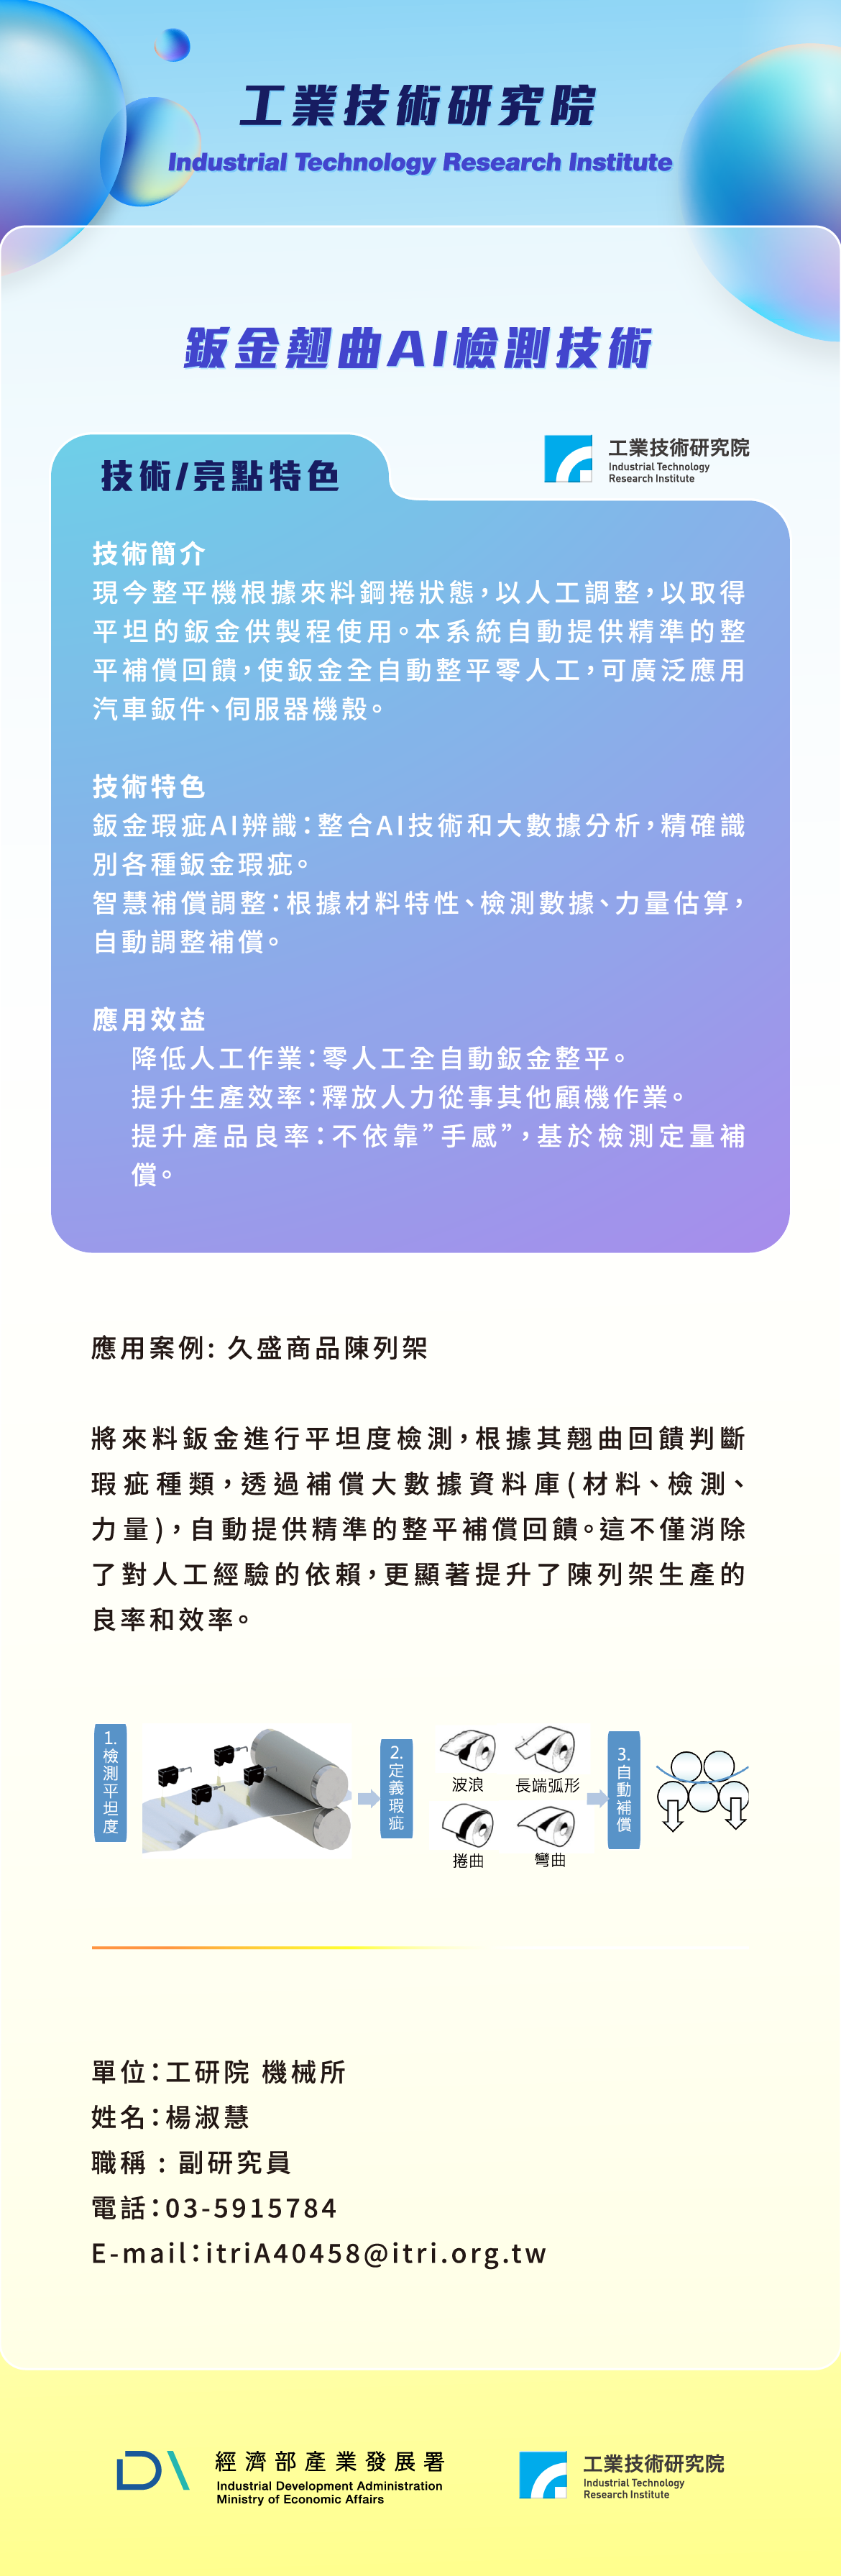 工業技術研究院
Industrial Technology Research Institute
鈑金翹曲AI檢測技術
技術/亮點特色
工業技術研究院
Industrial Technology
Research Institute
技術簡介
現今整平機根據來料鋼捲狀態，以人工調整，以取得
平坦的鈑金供製程使用。本系統自動提供精準的整
平補償回饋，使鈑金全自動整平零人工，可廣泛應用
汽車鈑件、伺服器機殼。
技術特色
鈑金瑕疵AI辨識：整合AI技術和大數據分析，精確識
別各種鈑金瑕疵。
智慧補償調整：根據材料特性、檢測數據、力量估算，
自動調整補償。
應用效益
降低人工作業：零人工全自動鈑金整平。
提升生產效率：釋放人力從事其他顧機作業。
提升產品良率：不依靠”手感”，基於檢測定量補
償。
應用案例: 久盛商品陳列架
將來料鈑金進行平坦度檢測，根據其翹曲回饋判斷
瑕疵種類，透過補償大數據資料庫(材料、檢測、
力量)，自動提供精準的整平補償回饋。這不僅消除
了對人工經驗的依賴，更顯著提升了陳列架生產的
良率和效率。
1.檢測平坦度
2.定義瑕疵
波浪
長端弧形
捲曲
彎曲
3.自動補償
單位：工研院 機械所
姓名：楊淑慧
職稱 : 副研究員
電話：03-5915784
E-mail：itriA40458@itri.org.tw
經濟部產業發展署
Industrial Development Administration
Ministry of Economic Affairs
工業技術研究院
Industrial Technology
Research Institute